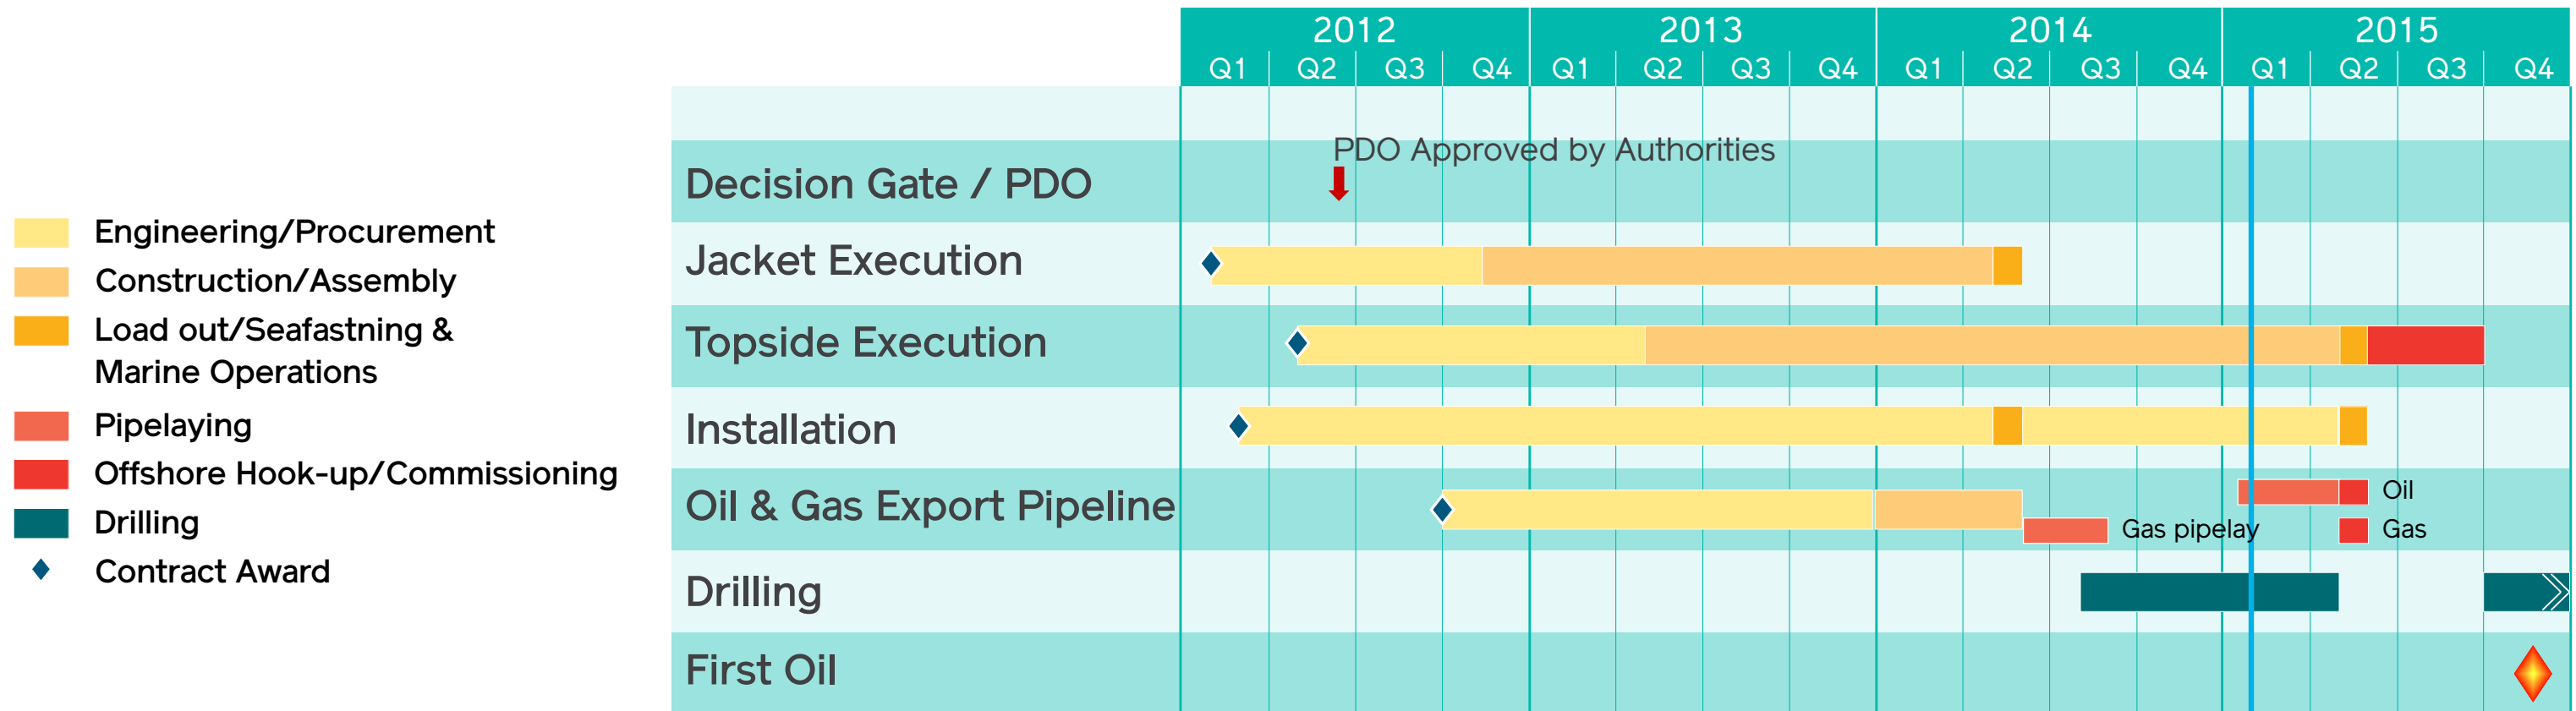 2012 2013 2014 2015
Q1 Q2 Q3 Q4 Q1 Q2 Q3 Q4 Q1 Q2 Q3 Q4 Q1 Q2 Q3 Q4
PDO Approved by Authorities
Decision Gate / PDO
Jacket Execution
Topside Execution
Installation
Oil & Gas Export Pipeline
Oil
Gas pipelay
Gas
Drilling
First Oil
Engineering/Procurement
Construction/Assembly
Load out/Seafastning &
Marine Operations
Pipelaying
Offshore Hook-up/Commissioning
Drilling
Contract Award